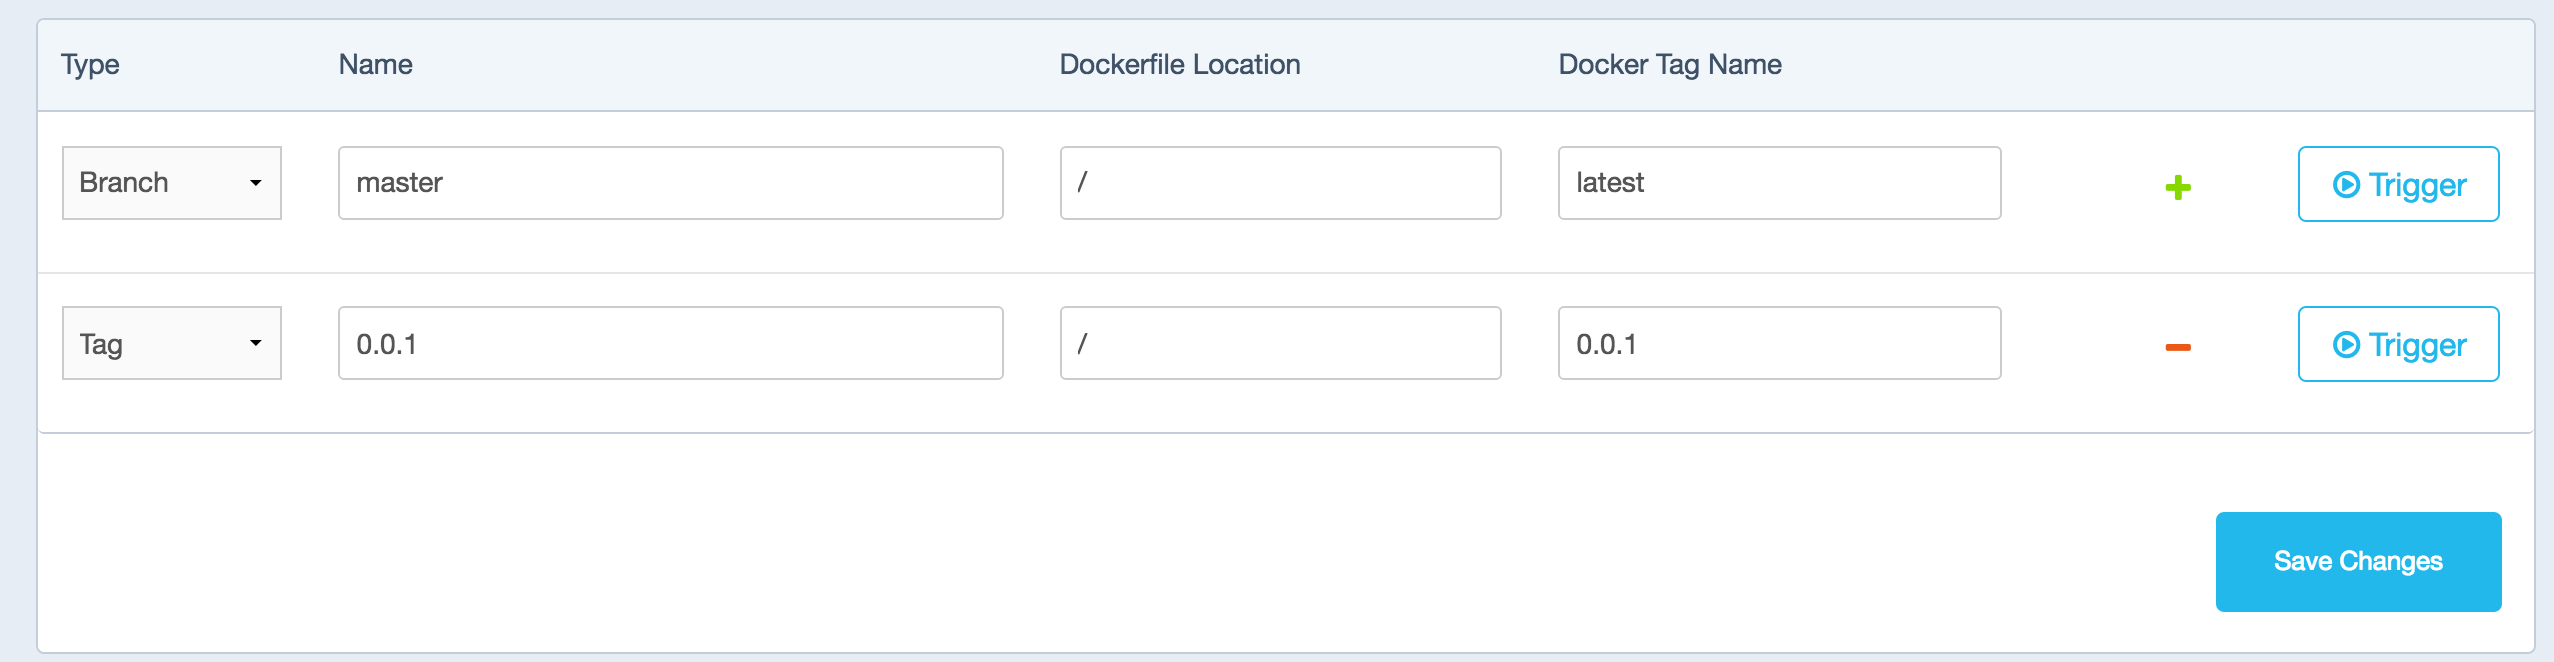 Type Name Dockerfile Location Docker Tag Name
Branch master / latest Trigger
Tag 0.0.1 / 0.0.1 Trigger
Save Changes